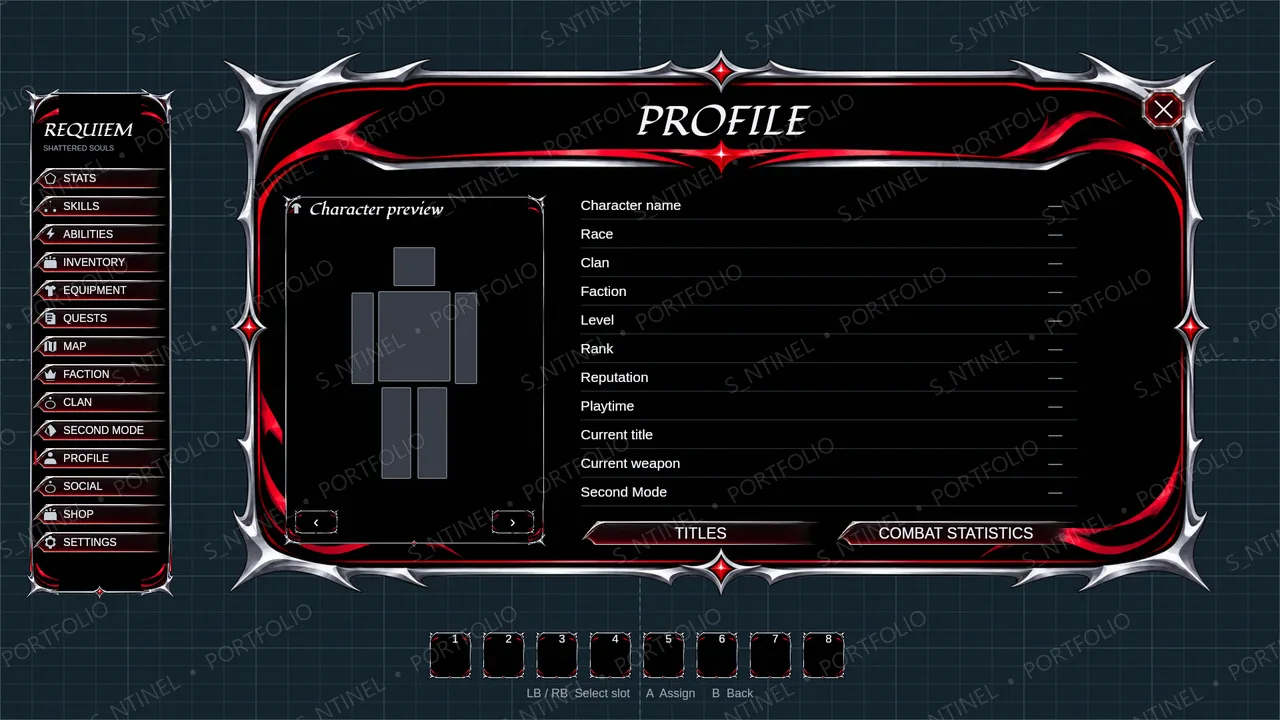 REQUIEM
SHATTERED SOULS
STATS
SKILLS
ABILITIES
INVENTORY
EQUIPMENT
QUESTS
MAP
FACTION
CLAN
SECOND MODE
PROFILE
SOCIAL
SHOP
SETTINGS
PROFILE
Character preview
‹ ›
Character name —
Race —
Clan —
Faction —
Level —
Rank —
Reputation —
Playtime —
Current title —
Current weapon —
Second Mode —
TITLES COMBAT STATISTICS
1 2 3 4 5 6 7 8
LB / RB Select slot A Assign B Back
S_NTINEL • PORTFOLIO